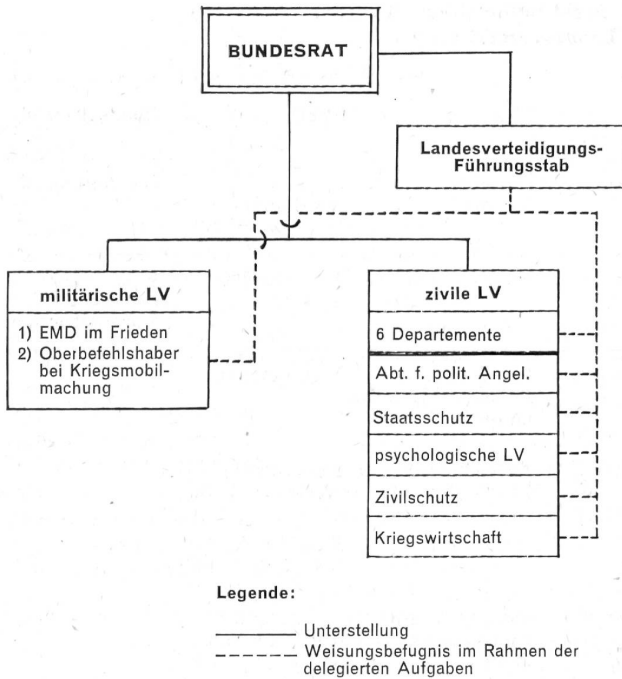 BUNDESRAT
Landesverteidigungs-
Führungsstab
militärische LV
1) EMD im Frieden
2) Oberbefehlshaber
bei Kriegsmobil-
machung
zivile LV
6 Departemente
Abt. f. polit. Angel.
Staatsschutz
psychologische LV
Zivilschutz
Kriegswirtschaft
Legende:
Unterstellung
Weisungsbefugnis im Rahmen der
delegierten Aufgaben